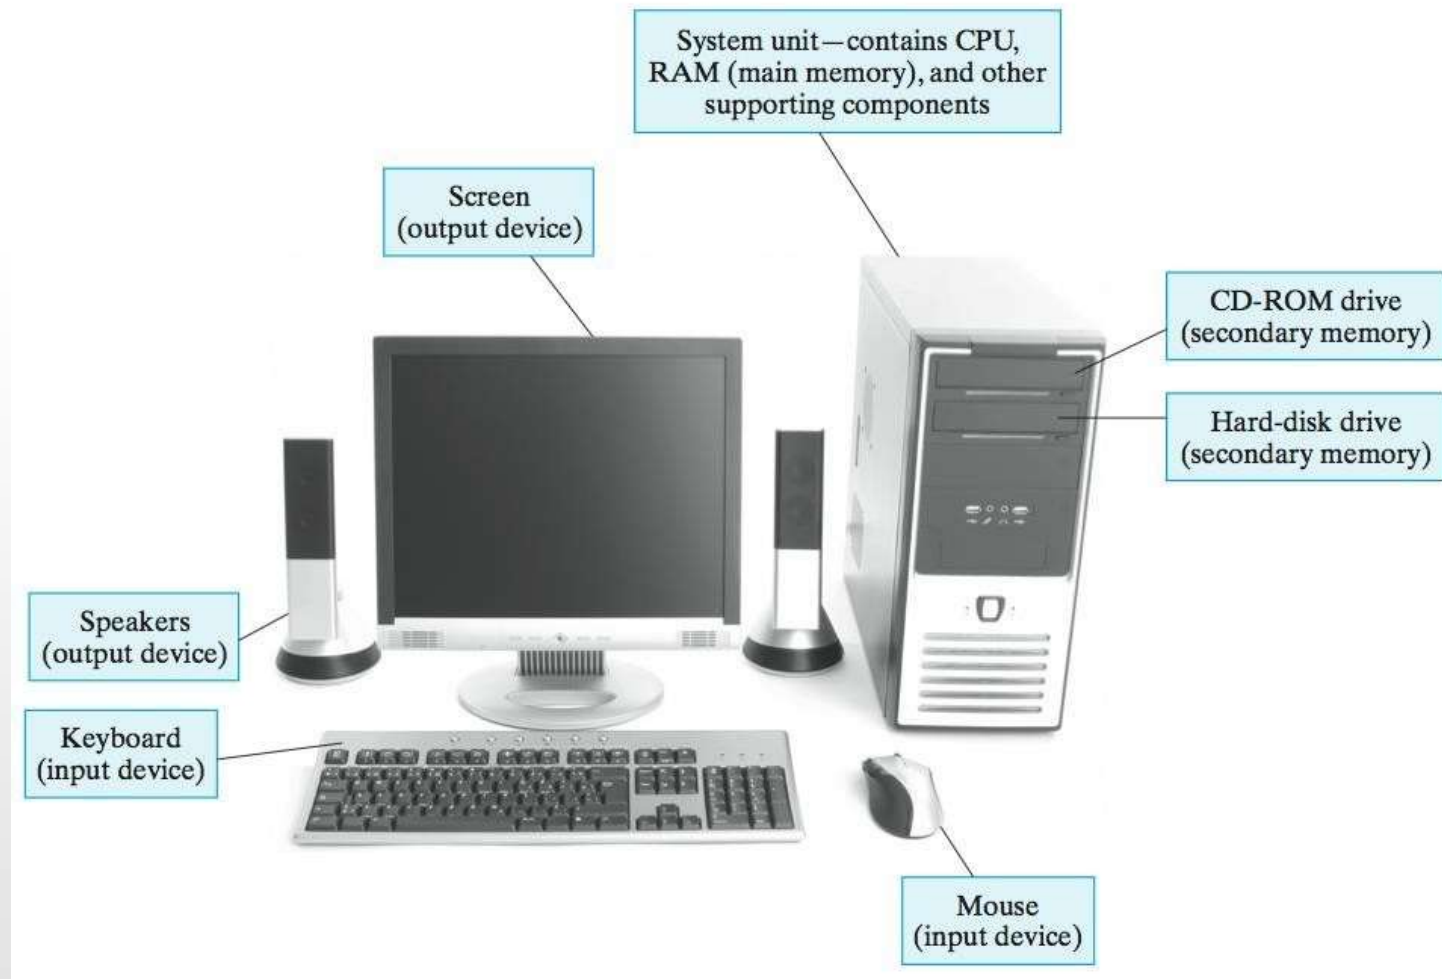 System unit—contains CPU,
RAM (main memory), and other
supporting components
Screen
(output device)
CD-ROM drive
(secondary memory)
Hard-disk drive
(secondary memory)
Speakers
(output device)
Keyboard
(input device)
Mouse
(input device)